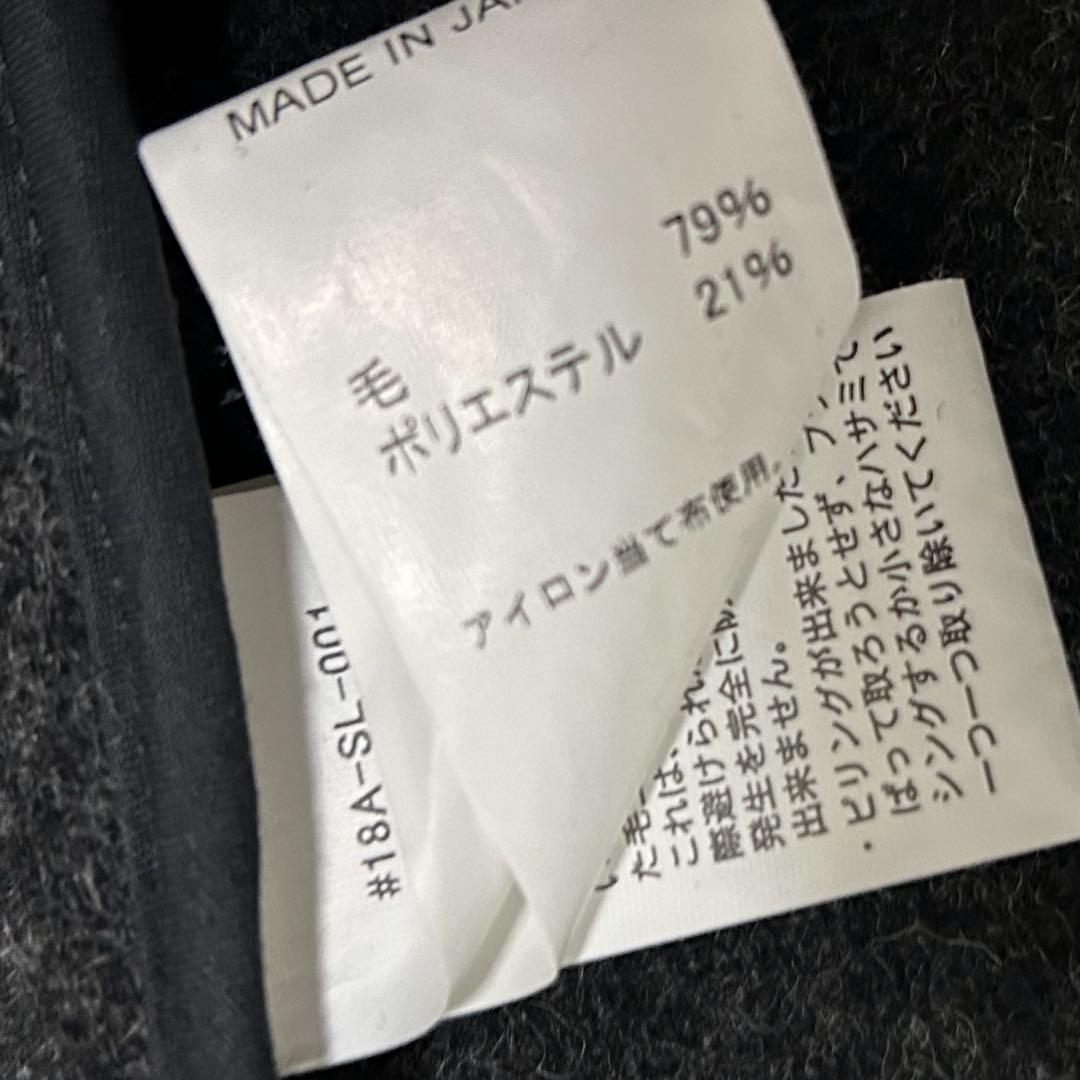 MADE IN JA
79%
21%
毛
ポリエステル
アイロン当て布使用
#18A-SL-001
た毛
これは、
際避けられ
発生を完全に
出来ません。
・ピリングが出来ました
ばって取ろうとせず、ブ
シングするか小さなハサミで
一つ一つ取り除いてください